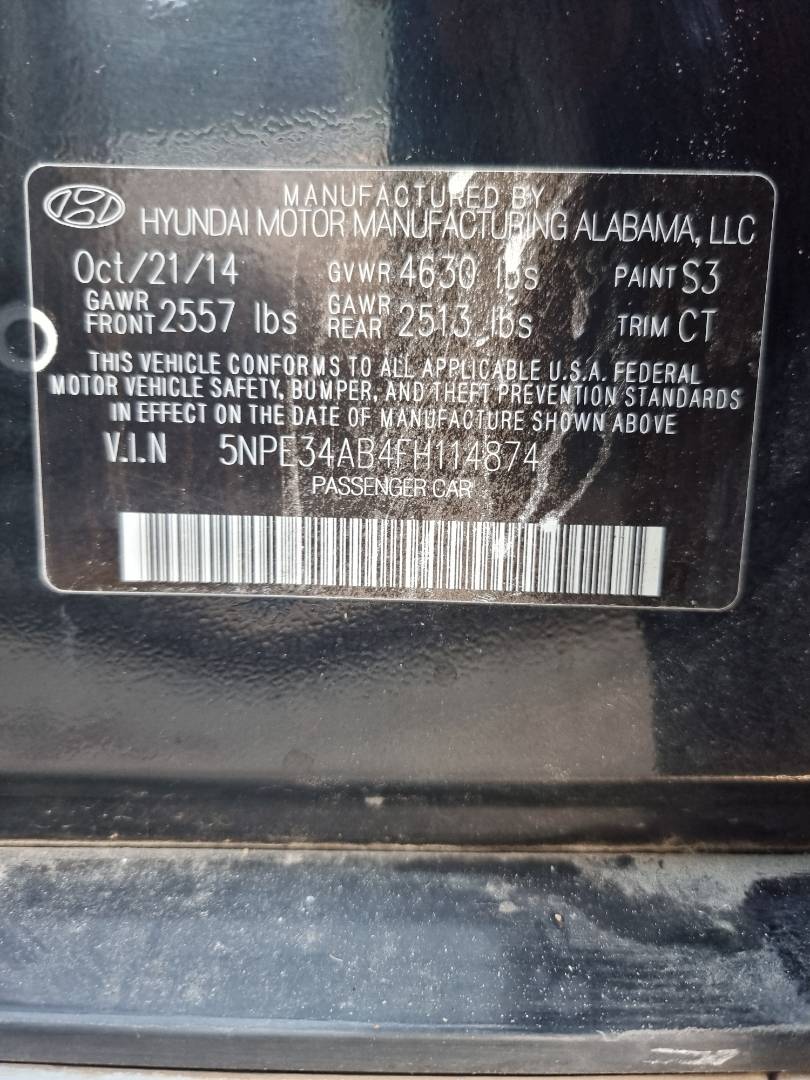 MANUFACTURED BY
HYUNDAI MOTOR MANUFACTURING ALABAMA, LLC
Oct/21/14 GVWR 4630 lbs PAINT S3
GAWR FRONT 2557 lbs GAWR REAR 2513 lbs TRIM CT
THIS VEHICLE CONFORMS TO ALL APPLICABLE U.S.A. FEDERAL
MOTOR VEHICLE SAFETY, BUMPER, AND THEFT PREVENTION STANDARDS
IN EFFECT ON THE DATE OF MANUFACTURE SHOWN ABOVE
V.I.N 5NPE34AB4FH114874
PASSENGER CAR